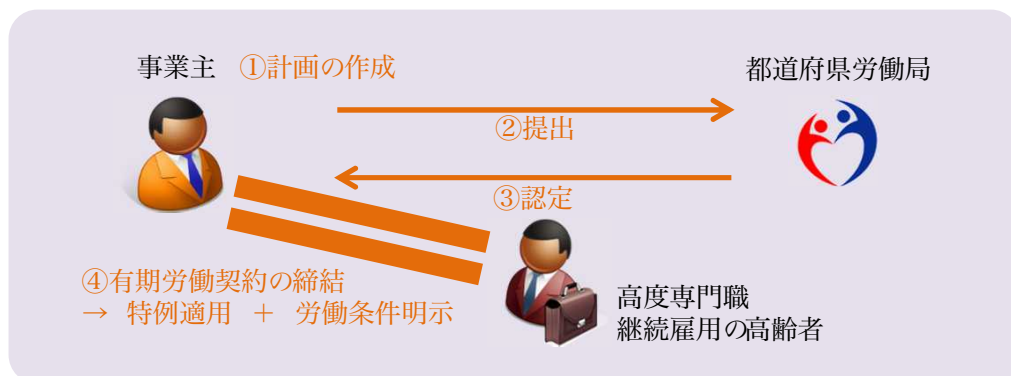 事業主 ①計画の作成
都道府県労働局
②提出
③認定
④有期労働契約の締結
→ 特例適用 + 労働条件明示
高度専門職
継続雇用の高齢者